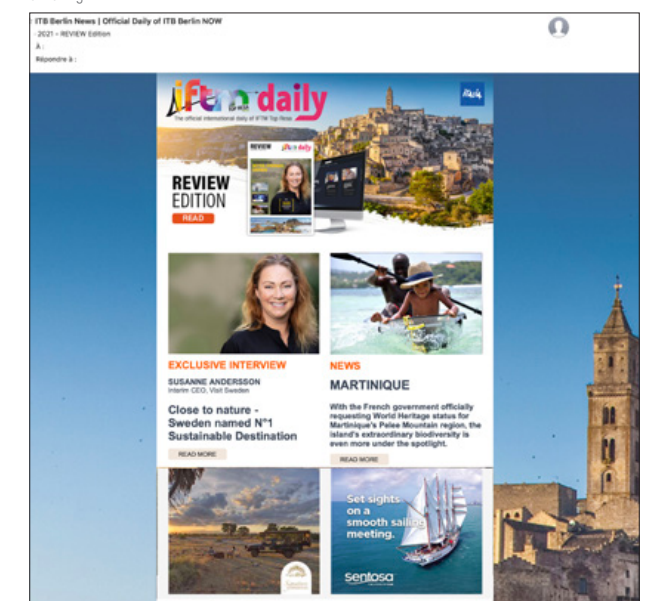 ITB Berlin News | Official Daily of ITB Berlin NOW
2021 - REVIEW Edition
À :
Répondre à :
iftm daily
The official international daily of IFTM Top Resa
REVIEW
EDITION
READ
REVIEW
iftm daily
EXCLUSIVE INTERVIEW
SUSANNE ANDERSSON
Interim CEO, Visit Sweden
Close to nature -
Sweden named N°1
Sustainable Destination
READ MORE
NEWS
MARTINIQUE
With the French government officially
requesting World Heritage status for
Martinique's Pelee Mountain region, the
island's extraordinary biodiversity is
even more under the spotlight.
READ MORE
Set sights
on a
smooth sailing
meeting.
sentosa